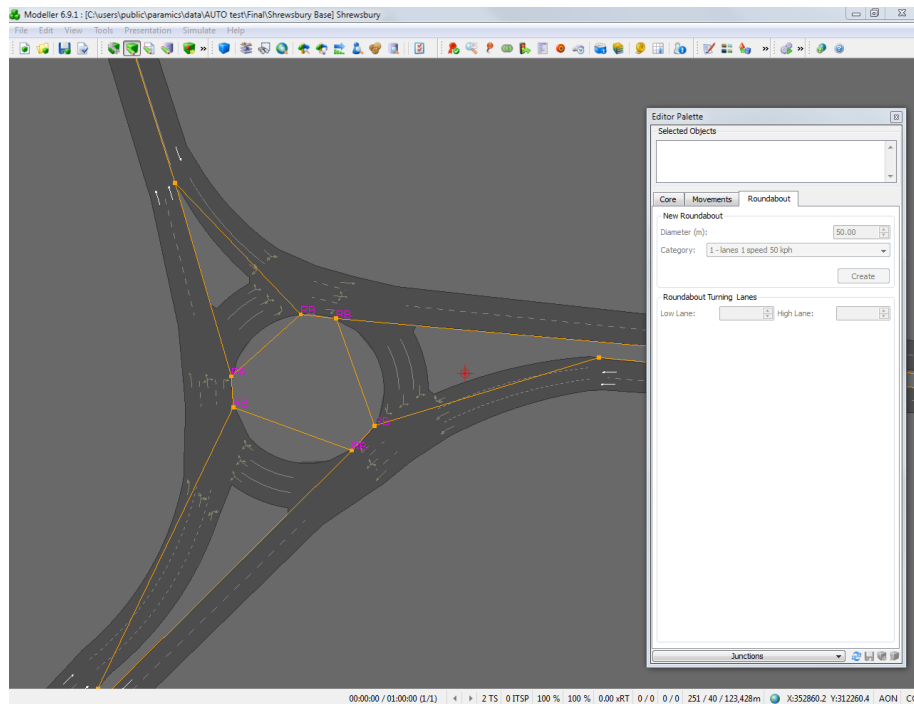 Modeller 6.9.1 : [C:\users\public\paramics\data\AUTO test\Final\Shrewsbury Base] Shrewsbury
File Edit View Tools Presentation Simulate Help
Editor Palette
Selected Objects
Core Movements Roundabout
New Roundabout
Diameter (m): 50.00
Category: 1 - lanes 1 speed 50 kph
Create
Roundabout Turning Lanes
Low Lane: High Lane:
Junctions
00:00:00 / 01:00:00 (1/1) 2 TS 0 ITSP 100 % 100 % 0.00 xRT 0 / 0 0 / 0 251 / 40 / 123,428m X:352860.2 Y:312260.4 AON